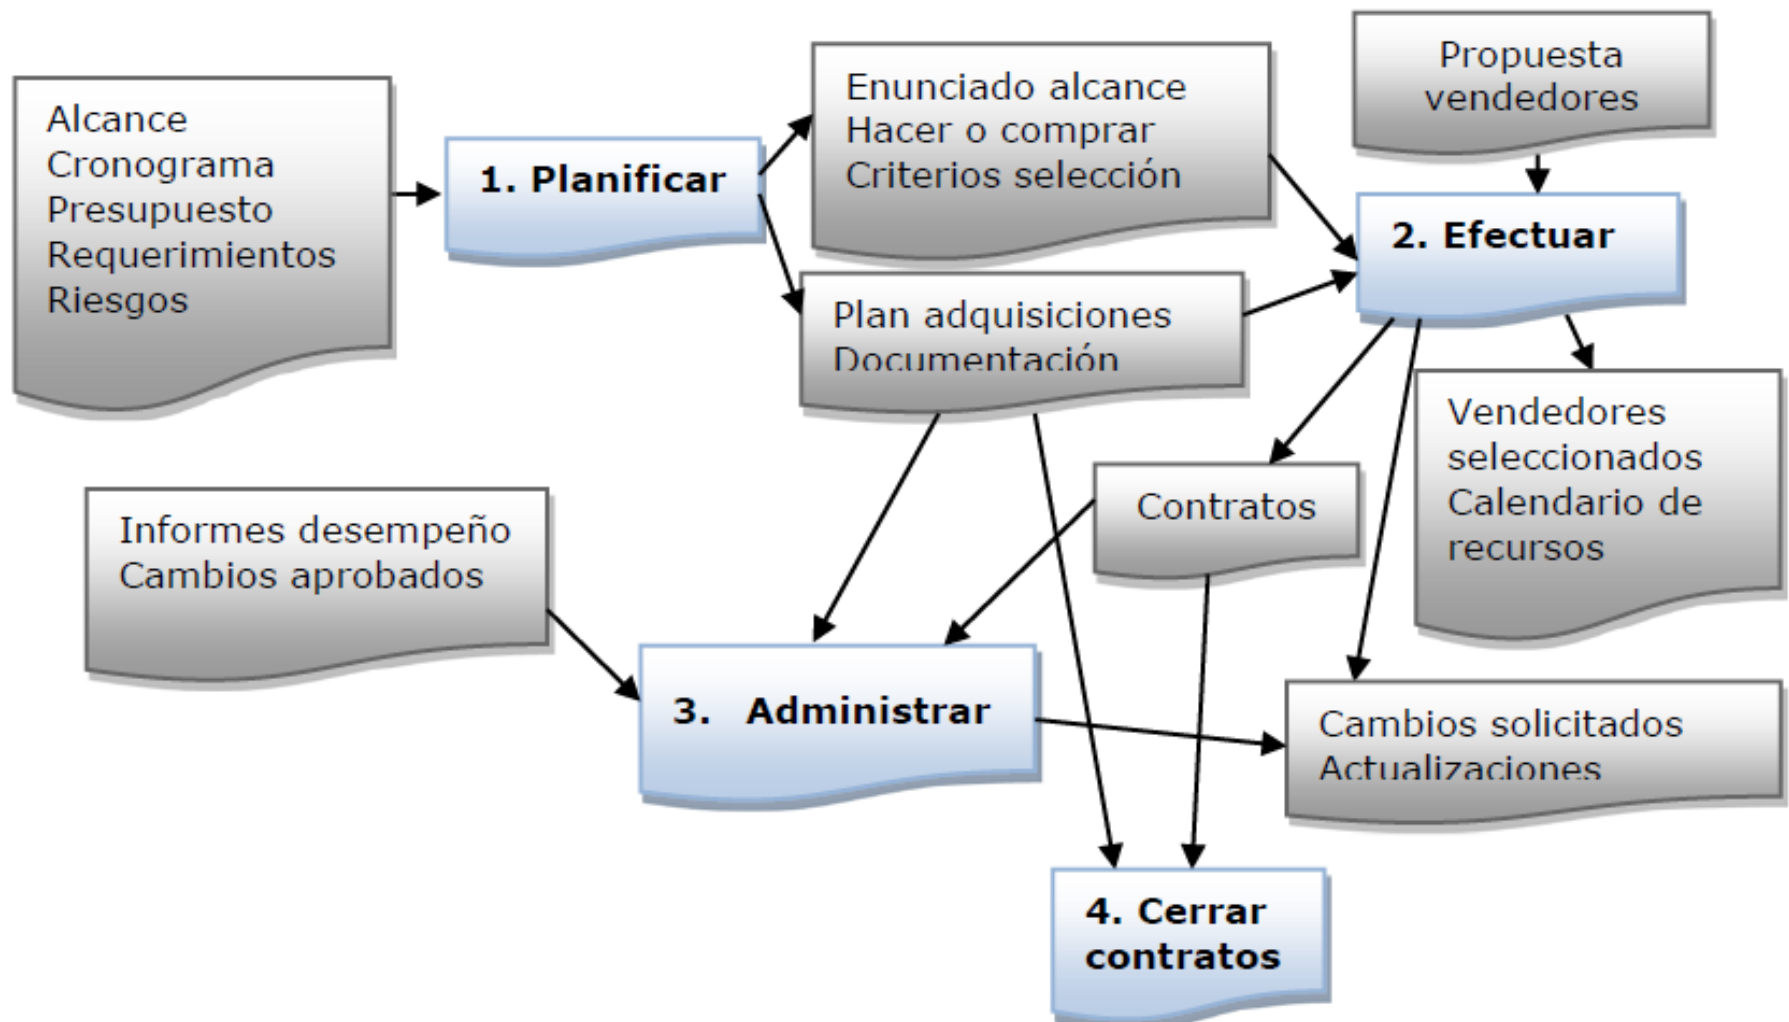 Alcance
Cronograma
Presupuesto
Requerimientos
Riesgos
1. Planificar
Enunciado alcance
Hacer o comprar
Criterios selección
Propuesta
vendedores
2. Efectuar
Plan adquisiciones
Documentación
Vendedores
seleccionados
Calendario de
recursos
Contratos
Informes desempeño
Cambios aprobados
3. Administrar
Cambios solicitados
Actualizaciones
4. Cerrar
contratos